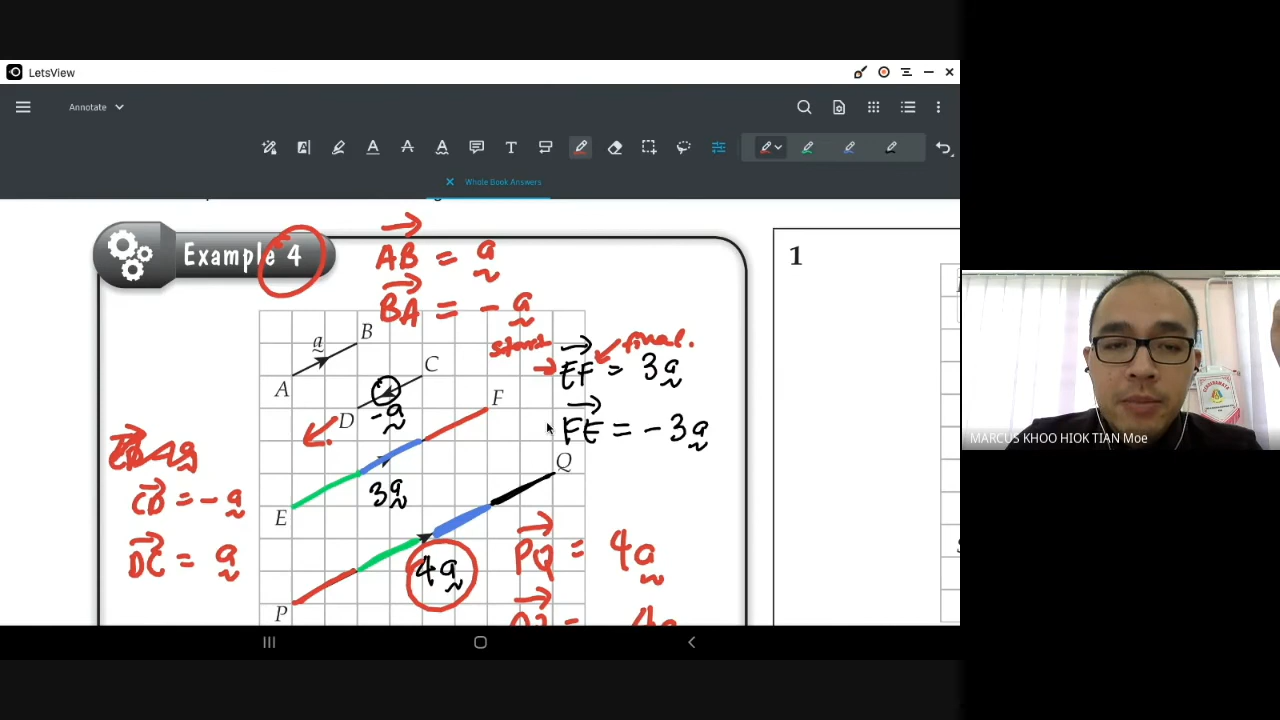 LetsView
Annotate
Whole Book Answers
Example 4
AB = a
BA = - a
1
a
B
A
C
D
-a
start
final.
EF = 3a
FE = - 3a
F
CD = - a
DC = a
3a
E
Q
PQ = 4a
4a
P
MARCUS KHOO HIOK TIAN Moe